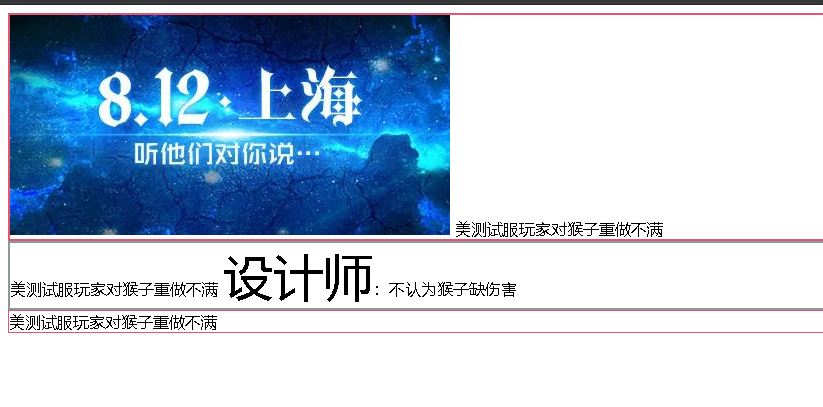 8.12·上海
听他们对你说…
美测试服玩家对猴子重做不满
美测试服玩家对猴子重做不满 设计师：不认为猴子缺伤害
美测试服玩家对猴子重做不满